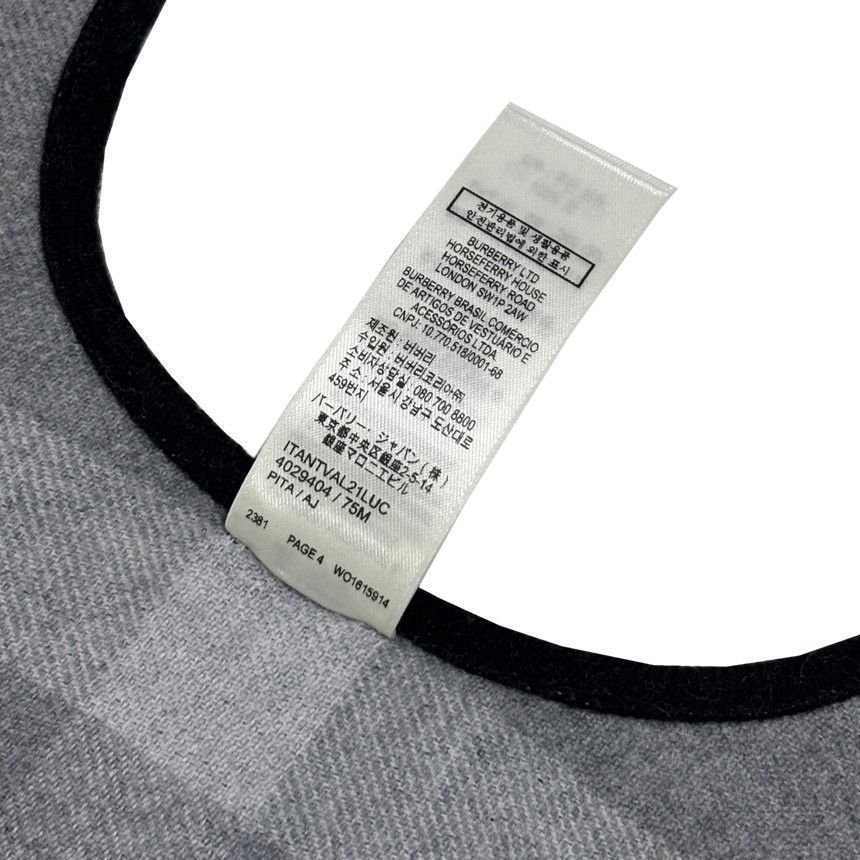 전기용품 및 생활용품
안전관리법에 의한 표시
BURBERRY LTD
HORSEFERRY HOUSE
HORSEFERRY ROAD
LONDON SW1P 2AW
BURBERRY BRASIL COMERCIO
DE ARTIGOS DE VESTUARIO E
ACESSÓRIOS LTDA.
CNPJ. 10.770.518/0001-68
제조원 : 버버리
수입원 : 버버리코리아㈜
소비자상담실 : 080 700 8800
주소 : 서울시 강남구 도산대로
459번지
バーバリー・ジャパン(株)
東京都中央区銀座2-5-14
銀座マロニエビル
ITANTVAL21LUC
4029404 / 75M
PITA / AJ
2381 PAGE 4 WO1615914